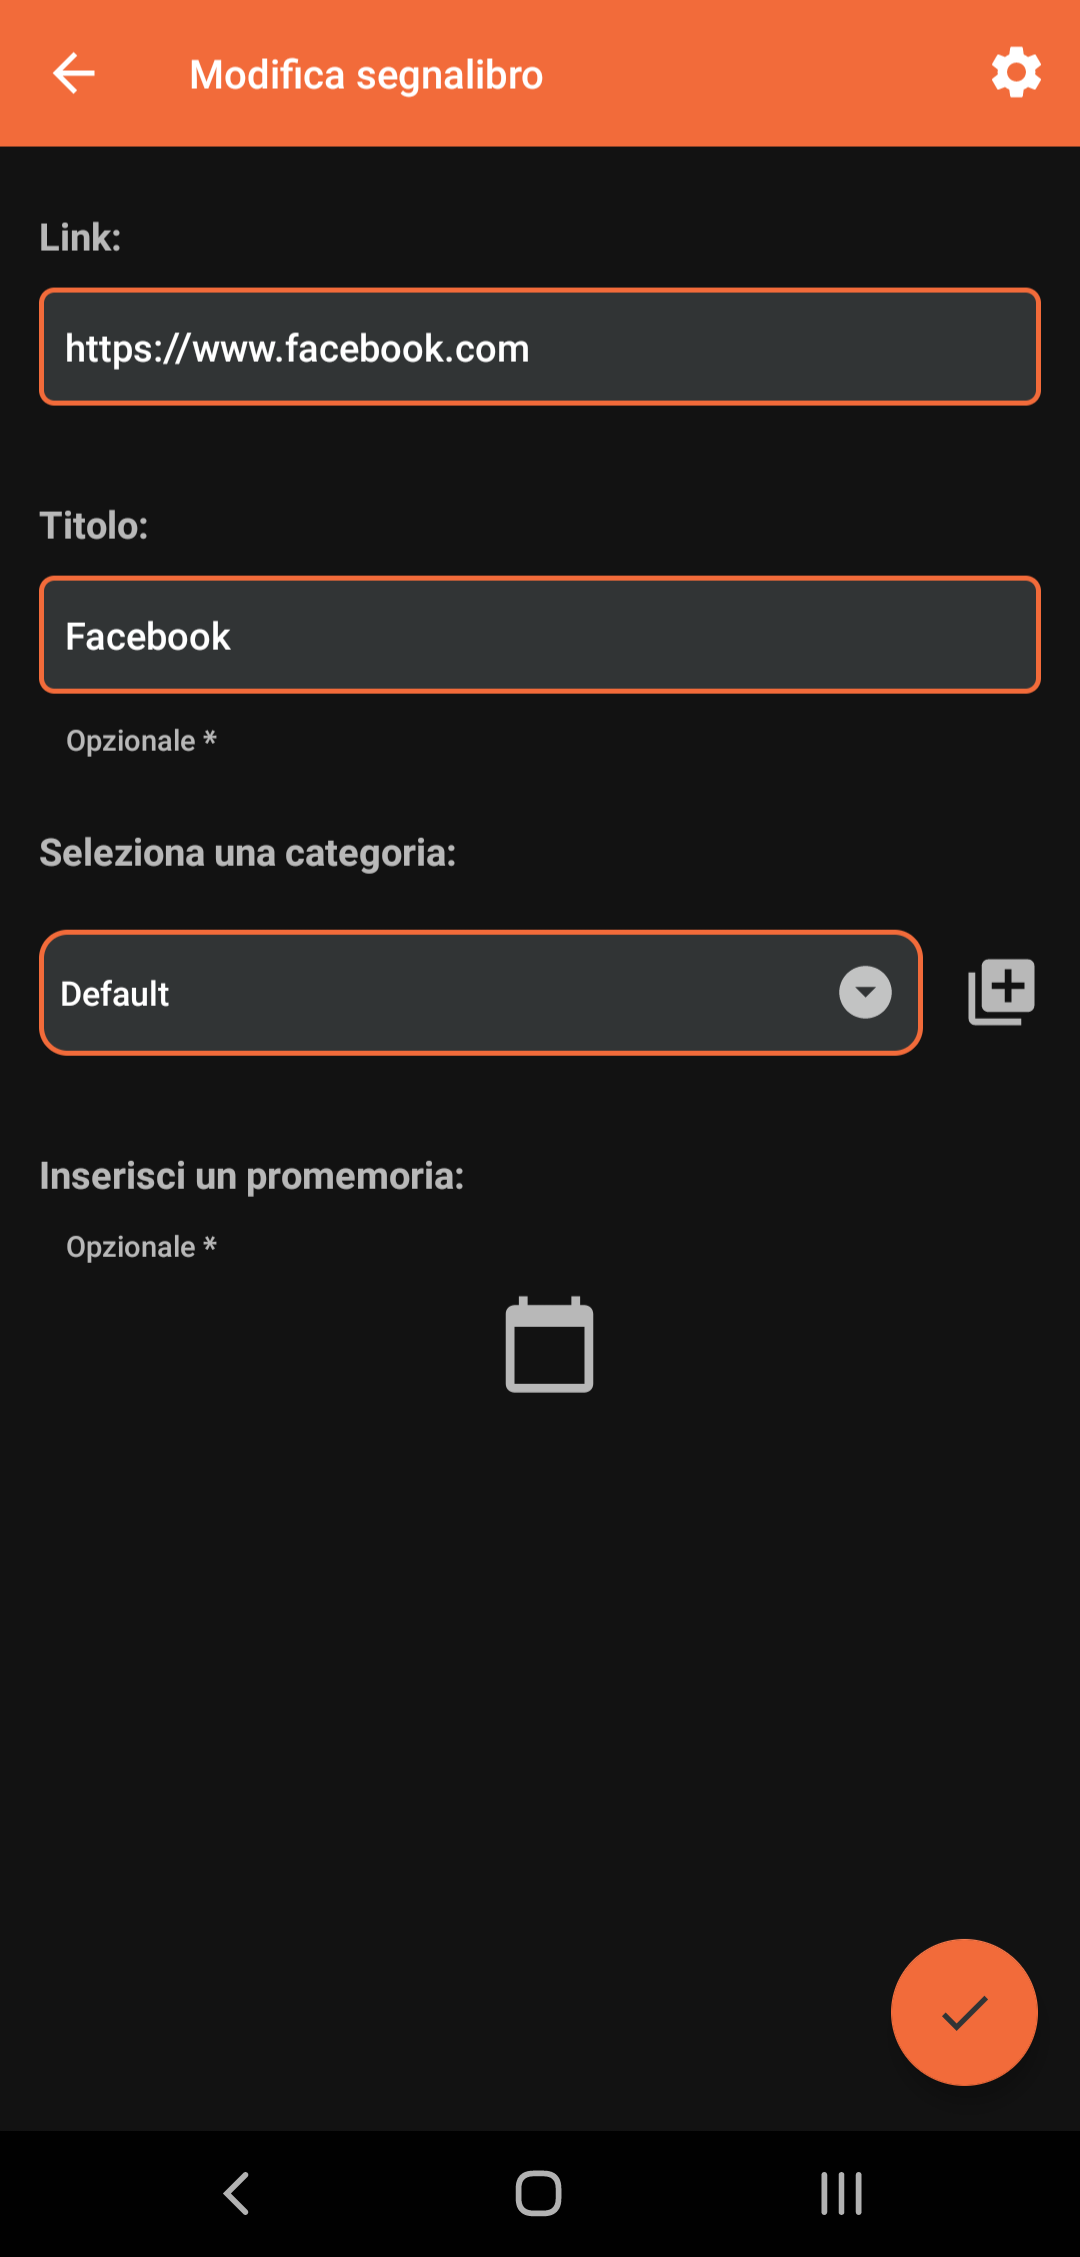 Modifica segnalibro
Link:
https://www.facebook.com
Titolo:
Facebook
Opzionale *
Seleziona una categoria:
Default
Inserisci un promemoria:
Opzionale *